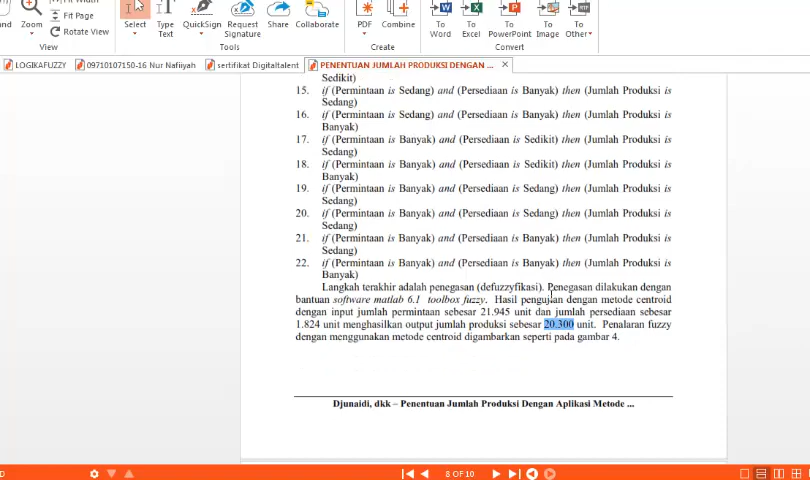 Zoom
Fit Width
Fit Page
Rotate View
Select
Type Text
QuickSign
Request Signature
Share
Collaborate
PDF
Combine
To Word
To Excel
To PowerPoint
To Image
To Other
View
Tools
Create
Convert
LOGIKAFUZZY
09710107150-16 Nur Nafiiyah
sertifikat Digitaltalent
PENENTUAN JUMLAH PRODUKSI DENGAN ...
Sedikit)
15. if (Permintaan is Sedang) and (Persediaan is Banyak) then (Jumlah Produksi is
Sedang)
16. if (Permintaan is Sedang) and (Persediaan is Banyak) then (Jumlah Produksi is
Banyak)
17. if (Permintaan is Banyak) and (Persediaan is Sedikit) then (Jumlah Produksi is
Sedang)
18. if (Permintaan is Banyak) and (Persediaan is Sedikit) then (Jumlah Produksi is
Banyak)
19. if (Permintaan is Banyak) and (Persediaan is Sedang) then (Jumlah Produksi is
Sedang)
20. if (Permintaan is Banyak) and (Persediaan is Sedang) then (Jumlah Produksi is
Sedang)
21. if (Permintaan is Banyak) and (Persediaan is Banyak) then (Jumlah Produksi is
Sedang)
22. if (Permintaan is Banyak) and (Persediaan is Banyak) then (Jumlah Produksi is
Banyak)
Langkah terakhir adalah penegasan (defuzzyfikasi). Penegasan dilakukan dengan
bantuan software matlab 6.1 toolbox fuzzy. Hasil pengujian dengan metode centroid
dengan input jumlah permintaan sebesar 21.945 unit dan jumlah persediaan sebesar
1.824 unit menghasilkan output jumlah produksi sebesar 20.300 unit. Penalaran fuzzy
dengan menggunakan metode centroid digambarkan seperti pada gambar 4.
Djunaidi, dkk – Penentuan Jumlah Produksi Dengan Aplikasi Metode ...
8 OF 10